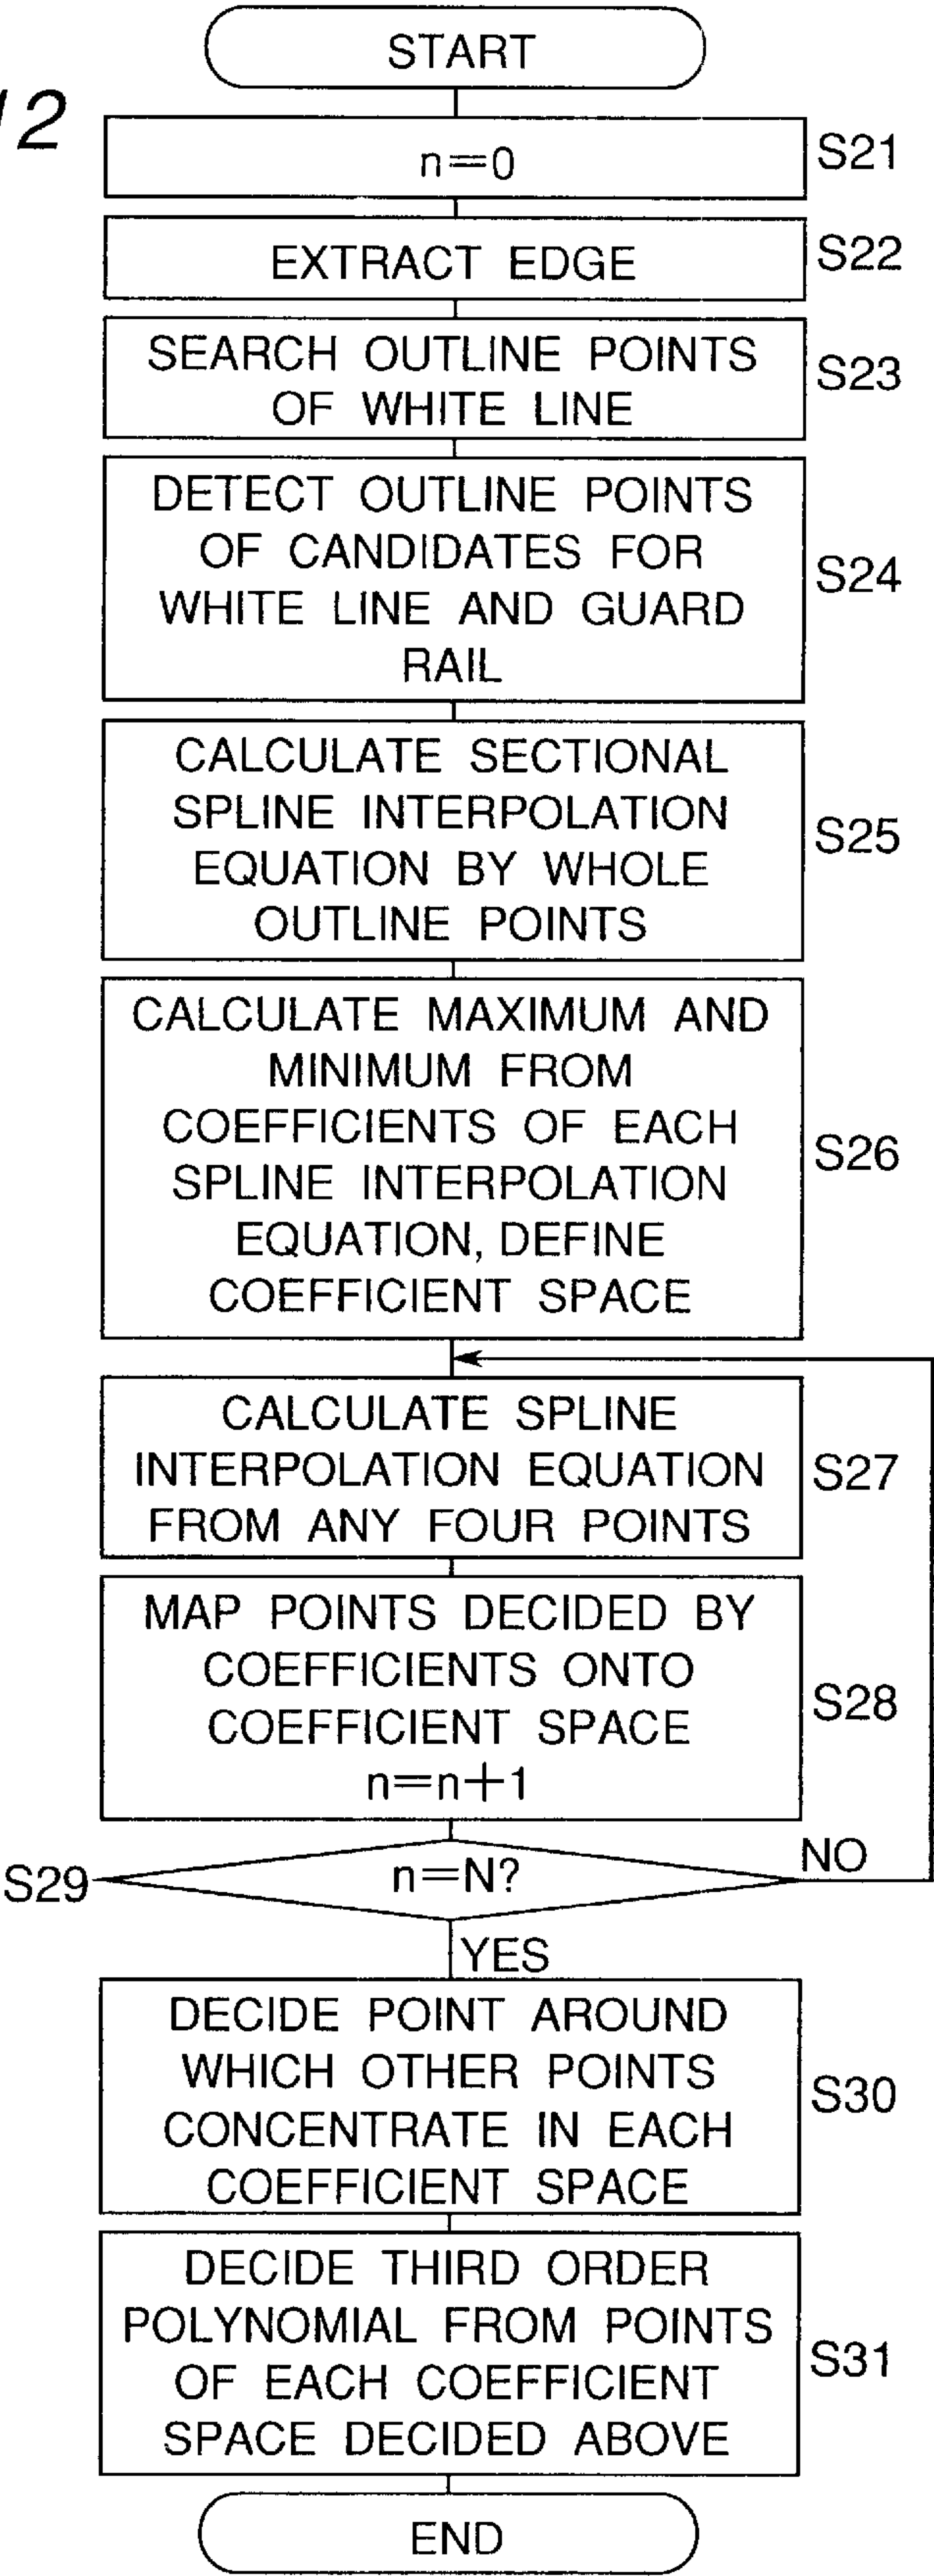 12
START
n=0
S21
EXTRACT EDGE
S22
SEARCH OUTLINE POINTS
OF WHITE LINE
S23
DETECT OUTLINE POINTS
OF CANDIDATES FOR
WHITE LINE AND GUARD
RAIL
S24
CALCULATE SECTIONAL
SPLINE INTERPOLATION
EQUATION BY WHOLE
OUTLINE POINTS
S25
CALCULATE MAXIMUM AND
MINIMUM FROM
COEFFICIENTS OF EACH
SPLINE INTERPOLATION
EQUATION, DEFINE
COEFFICIENT SPACE
S26
CALCULATE SPLINE
INTERPOLATION EQUATION
FROM ANY FOUR POINTS
S27
MAP POINTS DECIDED BY
COEFFICIENTS ONTO
COEFFICIENT SPACE
n=n+1
S28
S29
n=N?
NO
YES
DECIDE POINT AROUND
WHICH OTHER POINTS
CONCENTRATE IN EACH
COEFFICIENT SPACE
S30
DECIDE THIRD ORDER
POLYNOMIAL FROM POINTS
OF EACH COEFFICIENT
SPACE DECIDED ABOVE
S31
END